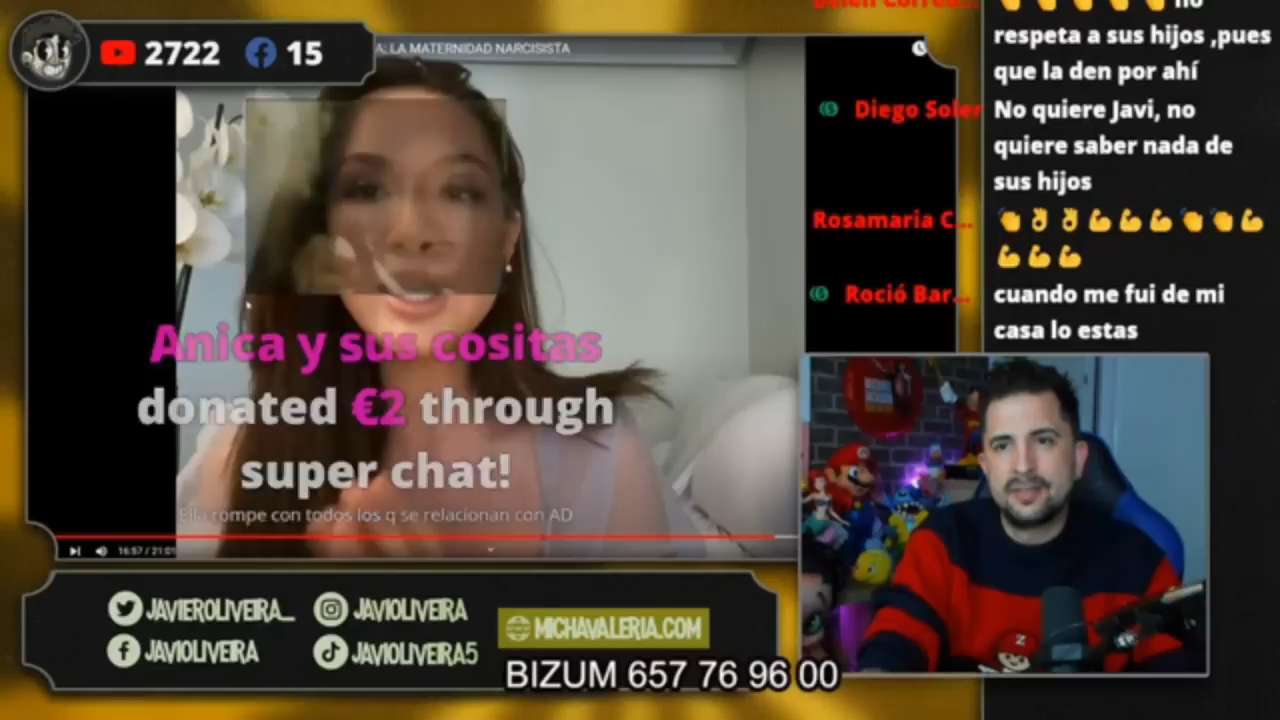 2722
15
A: LA MATERNIDAD NARCISISTA
Anica y sus cositas
donated €2 through
super chat!
Ella rompe con todos los q se relacionan con AD
16:57 / 21:01
no
respeta a sus hijos ,pues
que la den por ahí
Diego Soler
No quiere Javi, no
quiere saber nada de
sus hijos
Rosamaria C...
👏👌👌💪💪💪👏👏💪
💪💪💪
Roció Bar...
cuando me fui de mi
casa lo estas
JAVIEROLIVEIRA_
JAVIOLIVEIRA
JAVIOLIVEIRA
JAVIOLIVEIRA5
MICHAVALERIA.COM
BIZUM 657 76 96 00